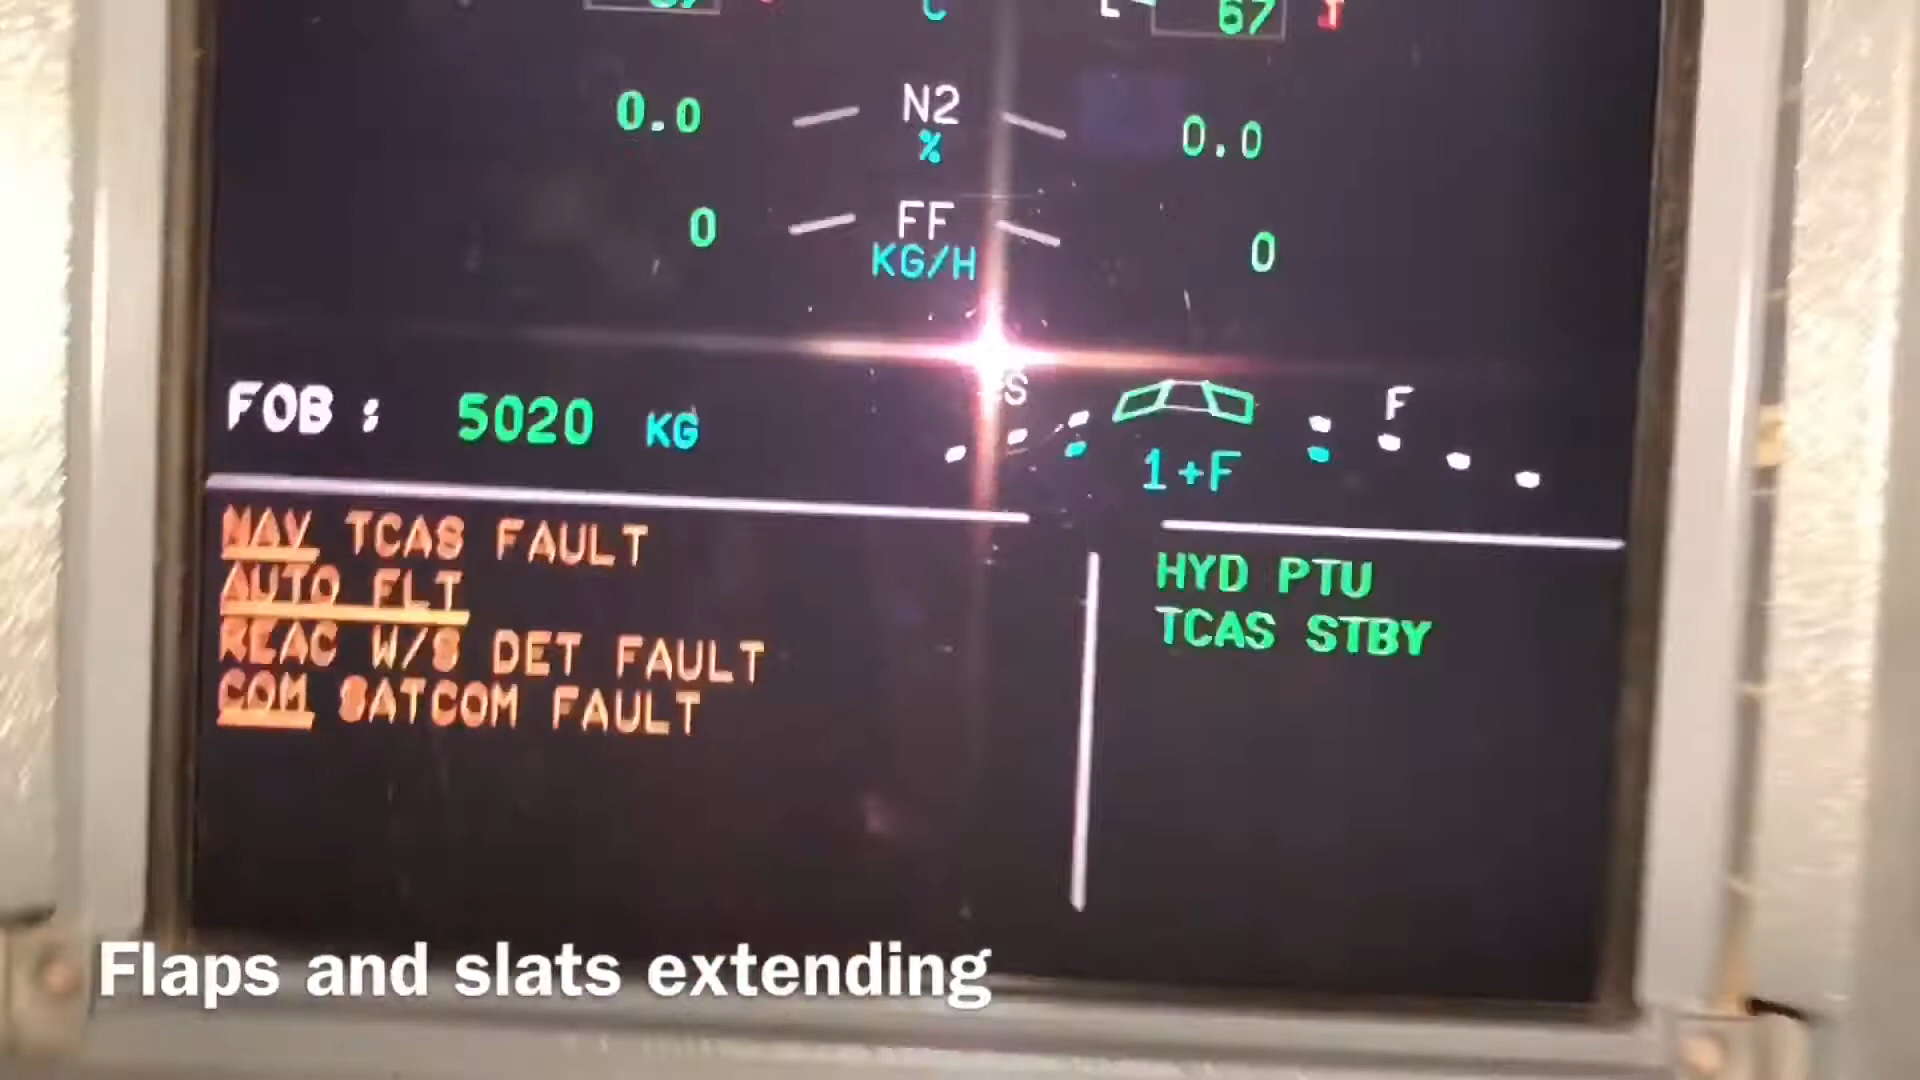 C
67
0.0 N2 0.0
%
0 FF 0
KG/H
S F
FOB : 5020 KG
1+F
NAV TCAS FAULT
AUTO FLT
REAC W/S DET FAULT
COM SATCOM FAULT
HYD PTU
TCAS STBY
Flaps and slats extending